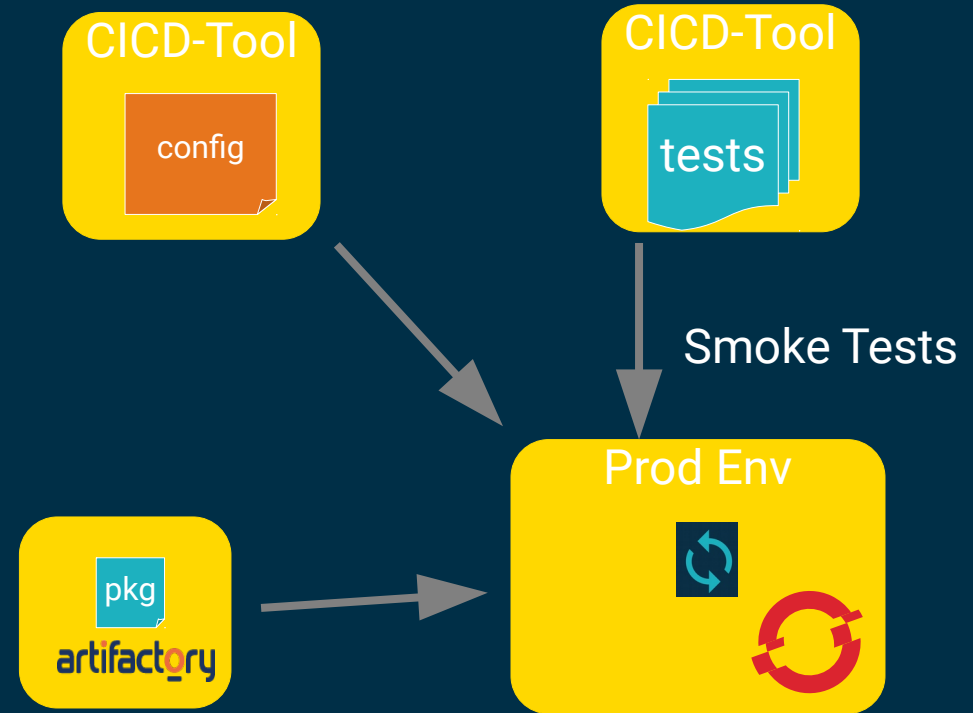 CICD-Tool
config
CICD-Tool
tests
Smoke Tests
Prod Env
pkg
artifactory